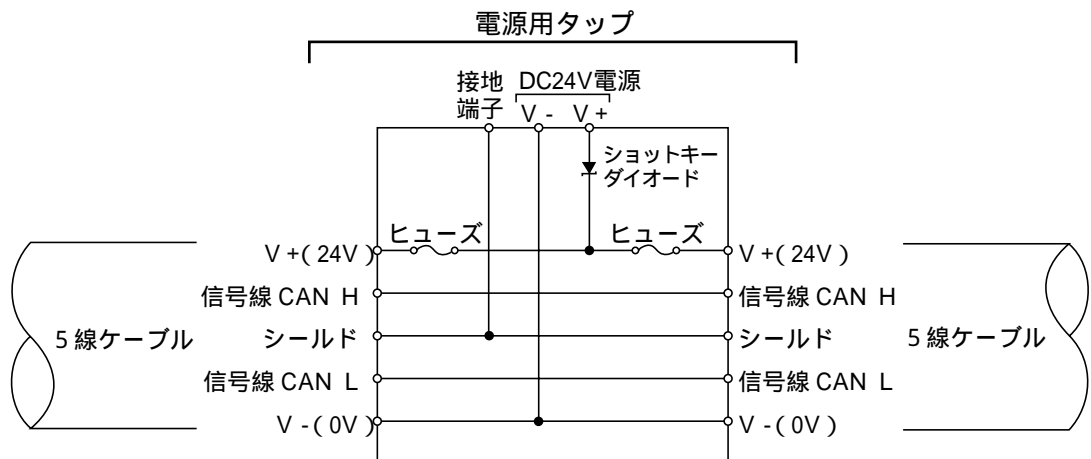 電源用タップ
接地
端子
DC24V電源
V - V +
ショットキー
ダイオード
ヒューズ
ヒューズ
V +( 24V )
V +( 24V )
信号線 CAN H
信号線 CAN H
5 線ケーブル
シールド
シールド
5 線ケーブル
信号線 CAN L
信号線 CAN L
V -( 0V )
V -( 0V )